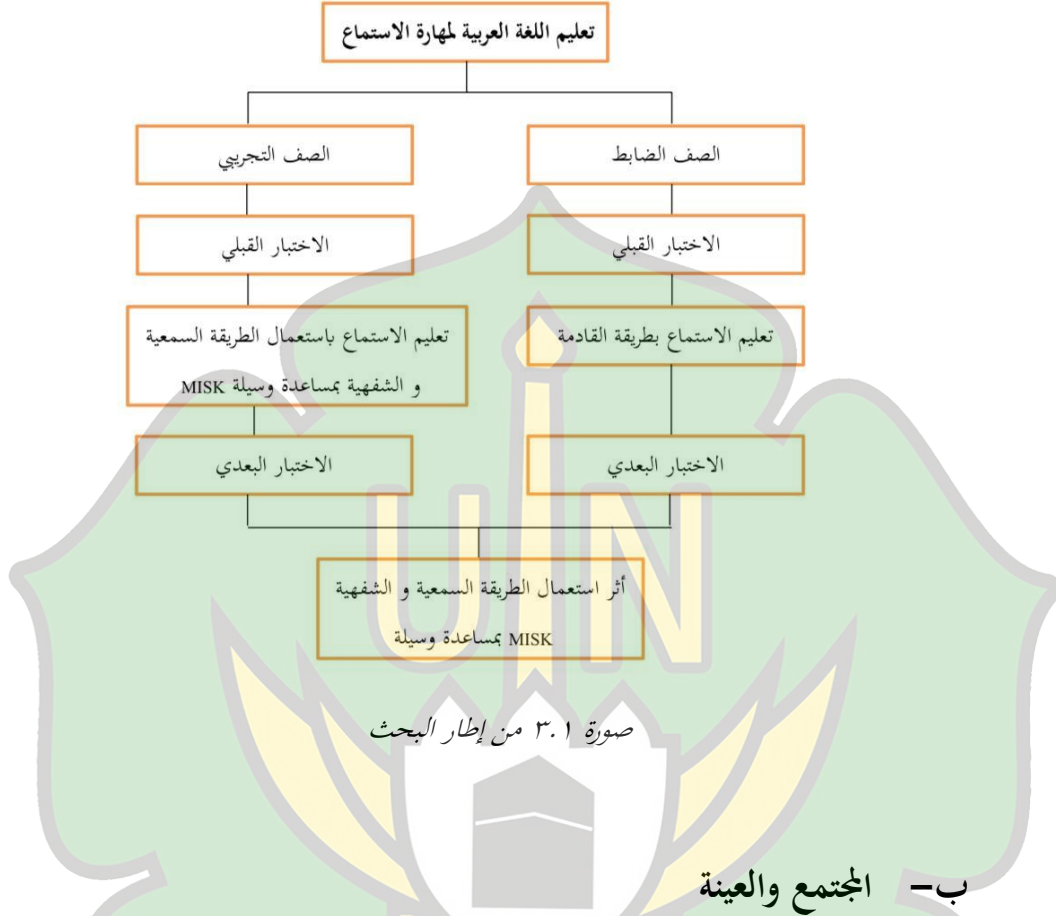 تعليم اللغة العربية لمهارة الاستماع
الصف الضابط
الصف التجريبي
الاختبار القبلي
الاختبار القبلي
تعليم الاستماع بطريقة القادمة
تعليم الاستماع باستعمال الطريقة السمعية
و الشفهية بمساعدة وسيلة MISK
الاختبار البعدي
الاختبار البعدي
أثر استعمال الطريقة السمعية و الشفهية
MISK بمساعدة وسيلة
صورة ٣.١ من إطار البحث
ب– المجتمع والعينة
UIN